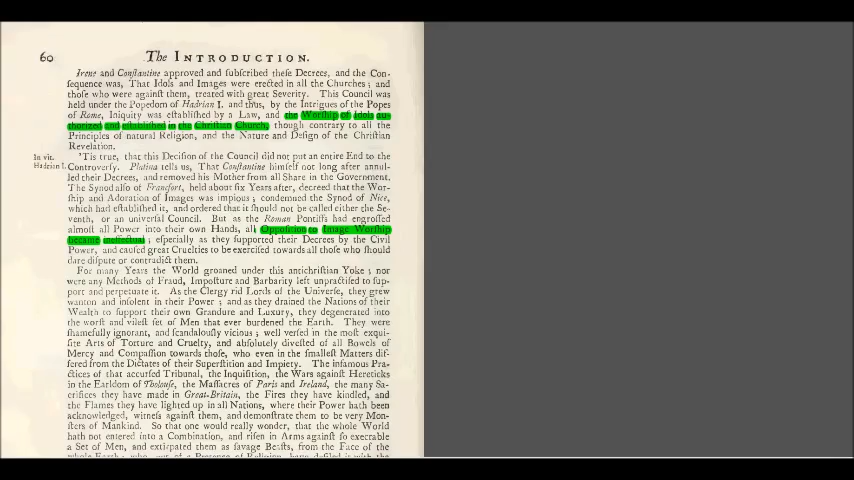 60 The INTRODUCTION.
Irene and Conſtantine approved and ſubſcribed theſe Decrees, and the Con-
ſequence was, That Idols and Images were erected in all the Churches ; and
thoſe who were againſt them, treated with great Severity. This Council was
held under the Popedom of Hadrian I. and thus, by the Intrigues of the Popes
of Rome, Iniquity was eſtabliſhed by a Law, and the Worſhip of Idols au-
thorized and eſtabliſhed in the Chriſtian Church, though contrary to all the
Principles of natural Religion, and the Nature and Deſign of the Chriſtian
Revelation.
In vit.
Hadrian I.
'Tis true, that this Deciſion of the Council did not put an entire End to the
Controverſy. Platina tells us, That Conſtantine himſelf not long after annul-
led their Decrees, and removed his Mother from all Share in the Government.
The Synod alſo of Francfort, held about ſix Years after, decreed that the Wor-
ſhip and Adoration of Images was impious ; condemned the Synod of Nice,
which had eſtabliſhed it, and ordered that it ſhould not be called either the Se-
venth, or an univerſal Council. But as the Roman Pontiffs had engroſſed
almoſt all Power into their own Hands, all Oppoſition to Image Worſhip
became ineffectual ; eſpecially as they ſupported their Decrees by the Civil
Power, and cauſed great Cruelties to be exerciſed towards all thoſe who ſhould
dare diſpute or contradict them.
For many Years the World groaned under this antichriſtian Yoke ; nor
were any Methods of Fraud, Impoſture and Barbarity left unpractiſed to ſup-
port and perpetuate it. As the Clergy rid Lords of the Univerſe, they grew
wanton and inſolent in their Power ; and as they drained the Nations of their
Wealth to ſupport their own Grandure and Luxury, they degenerated into
the worſt and vileſt ſet of Men that ever burdened the Earth. They were
ſhamefully ignorant, and ſcandalouſly vicious ; well verſed in the moſt exqui-
ſite Arts of Torture and Cruelty, and abſolutely diveſted of all Bowels of
Mercy and Compaſſion towards thoſe, who even in the ſmalleſt Matters dif-
fered from the Dictates of their Superſtition and Impiety. The infamous Pra-
ctices of that accurſed Tribunal, the Inquiſition, the Wars againſt Hereticks
in the Earldom of Tholouſe, the Maſſacres of Paris and Ireland, the many Sa-
crifices they have made in Great-Britain, the Fires they have kindled, and
the Flames they have lighted up in all Nations, where their Power hath been
acknowledged, witneſs againſt them, and demonſtrate them to be very Mon-
ſters of Mankind. So that one would really wonder, that the whole World
hath not entered into a Combination, and riſen in Arms againſt ſo execrable
a Set of Men, and extirpated them as ſavage Beaſts, from the Face of the
whole Earth ; who, out of a Pretence of Religion, have defiled it with the